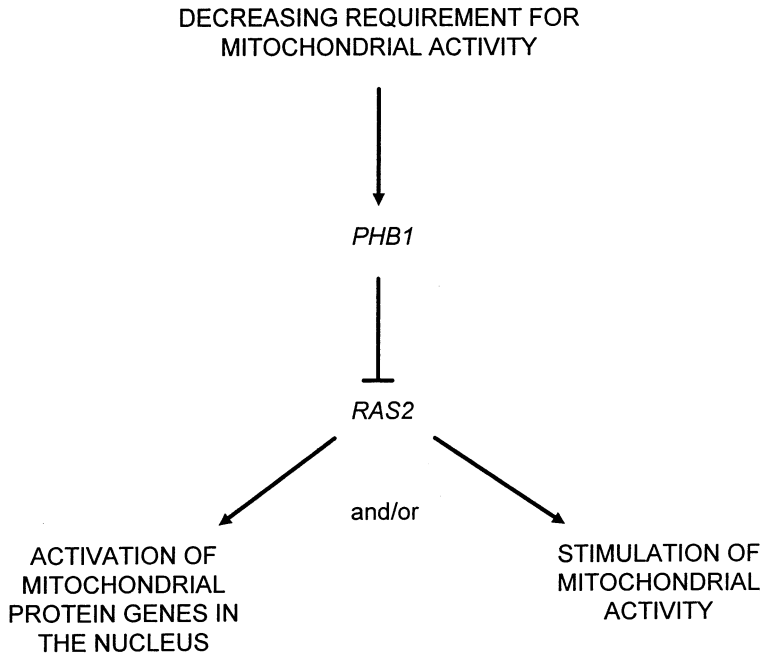 DECREASING REQUIREMENT FOR
MITOCHONDRIAL ACTIVITY
PHB1
RAS2
and/or
ACTIVATION OF
MITOCHONDRIAL
PROTEIN GENES IN
THE NUCLEUS
STIMULATION OF
MITOCHONDRIAL
ACTIVITY